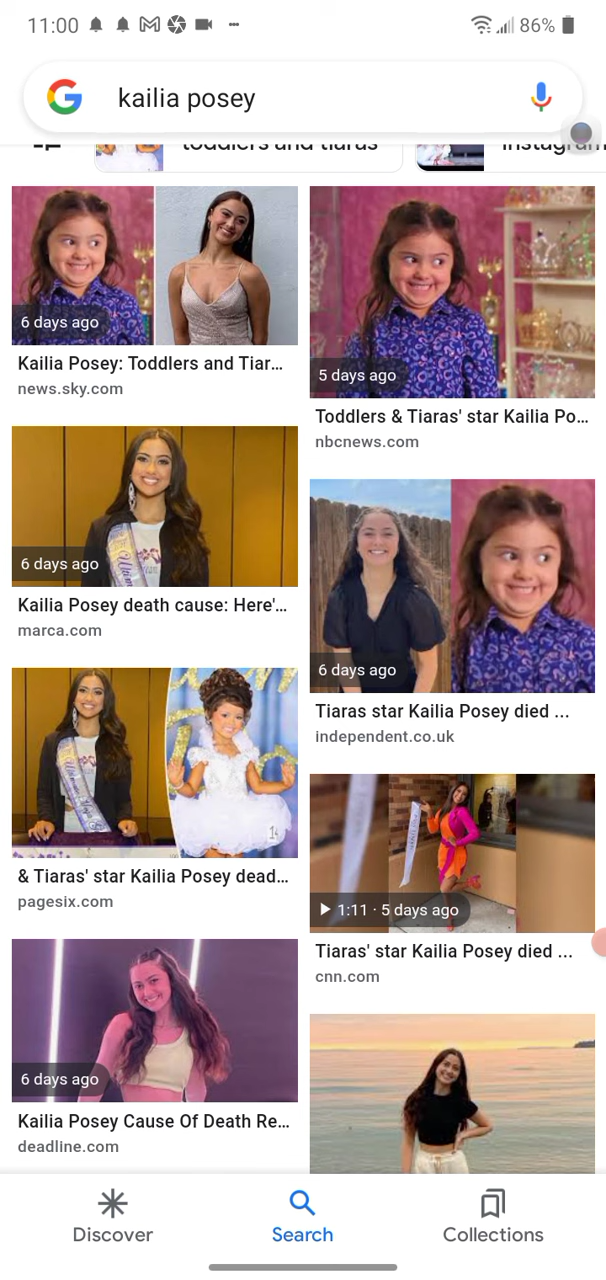 11:00
86%
kailia posey
toddlers and tiaras
instagram
6 days ago
Kailia Posey: Toddlers and Tiar...
news.sky.com
5 days ago
Toddlers & Tiaras' star Kailia Po...
nbcnews.com
6 days ago
Kailia Posey death cause: Here'...
marca.com
6 days ago
Tiaras star Kailia Posey died ...
independent.co.uk
& Tiaras' star Kailia Posey dead...
pagesix.com
1:11 · 5 days ago
Tiaras' star Kailia Posey died ...
cnn.com
6 days ago
Kailia Posey Cause Of Death Re...
deadline.com
Discover
Search
Collections